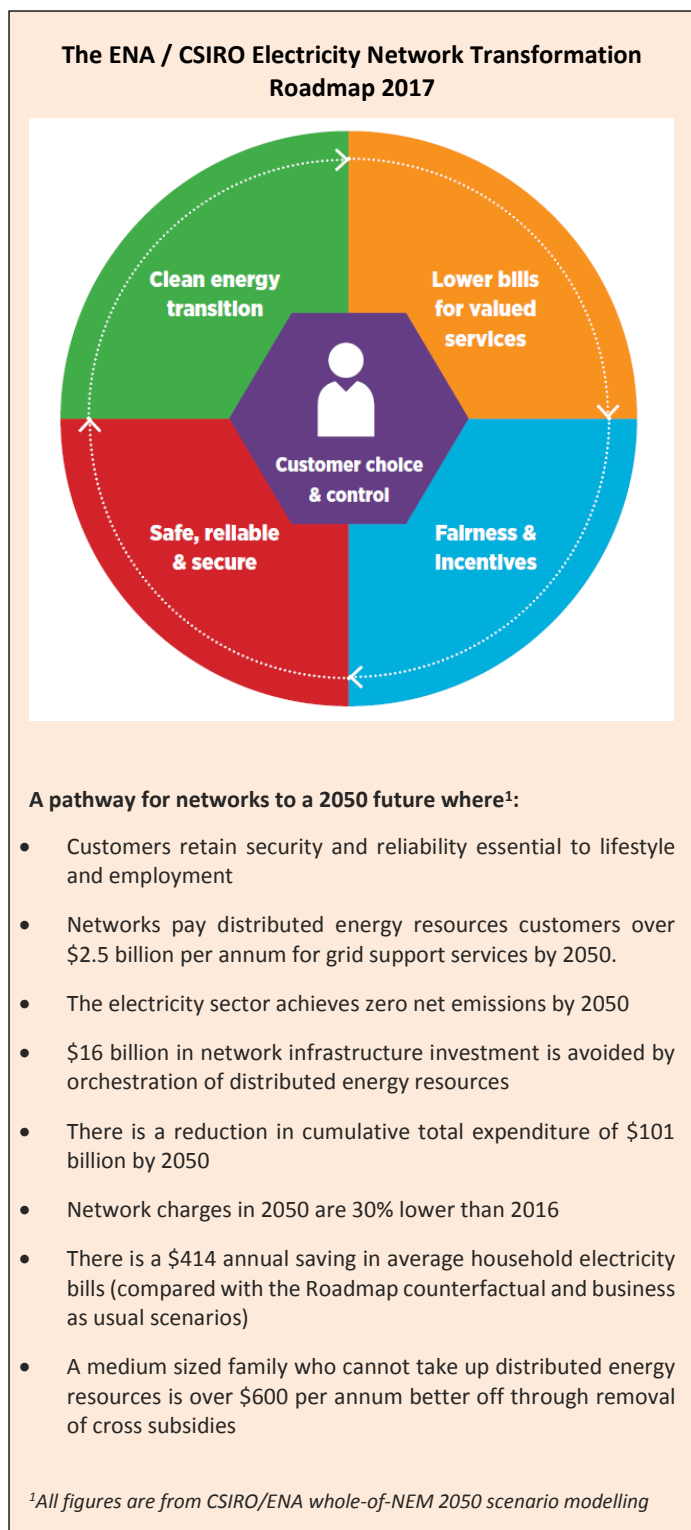 The ENA / CSIRO Electricity Network Transformation
Roadmap 2017
Clean energy
transition
Lower bills
for valued
services
Customer choice
& control
Safe, reliable
& secure
Fairness &
incentives
A pathway for networks to a 2050 future where¹:
• Customers retain security and reliability essential to lifestyle
and employment
• Networks pay distributed energy resources customers over
$2.5 billion per annum for grid support services by 2050.
• The electricity sector achieves zero net emissions by 2050
• $16 billion in network infrastructure investment is avoided by
orchestration of distributed energy resources
• There is a reduction in cumulative total expenditure of $101
billion by 2050
• Network charges in 2050 are 30% lower than 2016
• There is a $414 annual saving in average household electricity
bills (compared with the Roadmap counterfactual and business
as usual scenarios)
• A medium sized family who cannot take up distributed energy
resources is over $600 per annum better off through removal
of cross subsidies
¹All figures are from CSIRO/ENA whole-of-NEM 2050 scenario modelling